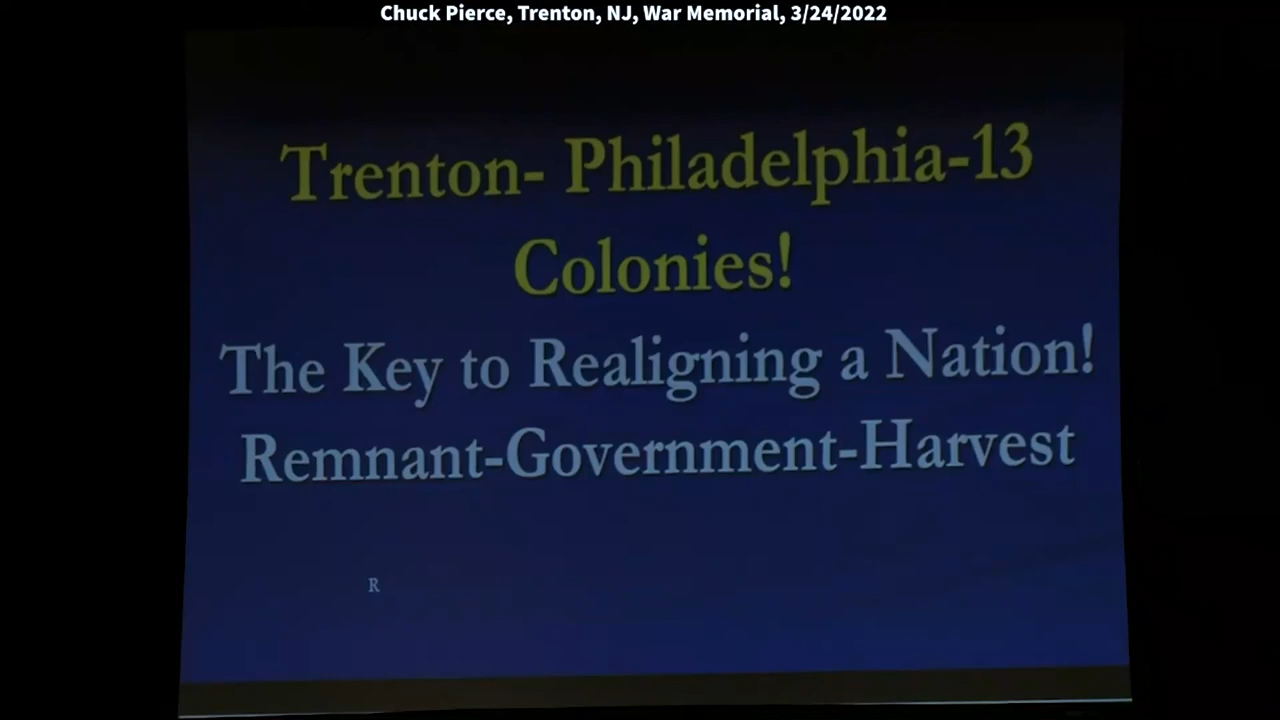 Chuck Pierce, Trenton, NJ, War Memorial, 3/24/2022
Trenton- Philadelphia-13
Colonies!
The Key to Realigning a Nation!
Remnant-Government-Harvest
R